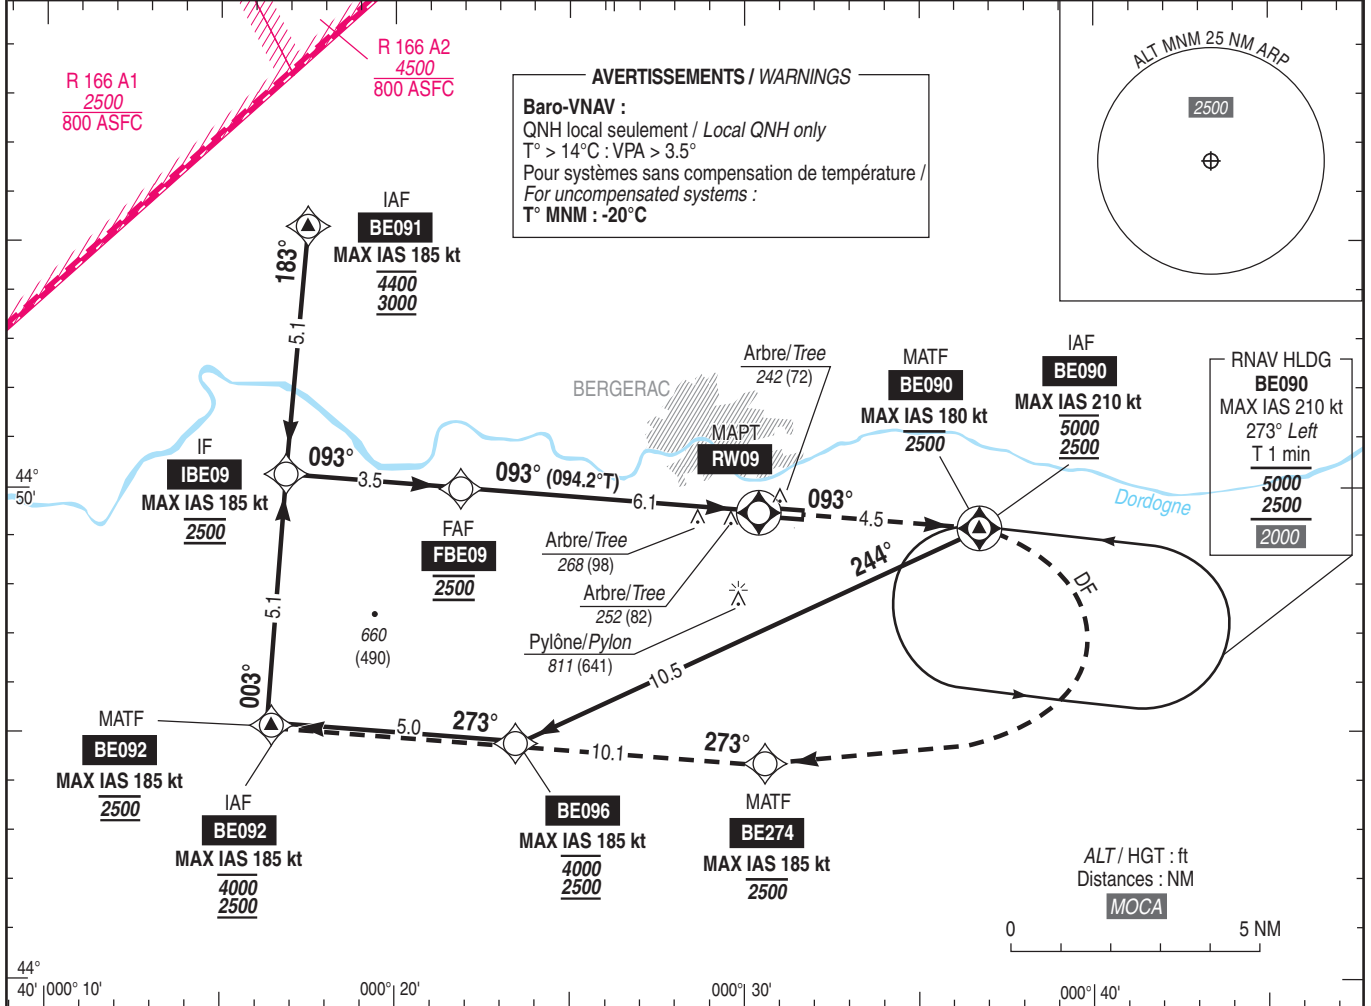 R 166 A1
2500
800 ASFC
R 166 A2
4500
800 ASFC
AVERTISSEMENTS / WARNINGS
Baro-VNAV :
QNH local seulement / Local QNH only
T° > 14°C : VPA > 3.5°
Pour systèmes sans compensation de température /
For uncompensated systems :
T° MNM : -20°C
ALT MNM 25 NM ARP
2500
IAF
BE091
MAX IAS 185 kt
4400
3000
183°
5.1
BERGERAC
Arbre/Tree
242 (72)
MATF
BE090
MAX IAS 180 kt
2500
IAF
BE090
MAX IAS 210 kt
5000
2500
RNAV HLDG
BE090
MAX IAS 210 kt
273° Left
T 1 min
5000
2500
2000
IF
IBE09
MAX IAS 185 kt
2500
093°
3.5
093° (094.2°T)
6.1
MAPT
RW09
093°
4.5
Dordogne
44°
50'
FAF
FBE09
2500
Arbre/Tree
268 (98)
Arbre/Tree
252 (82)
Pylône/Pylon
811 (641)
244°
10.5
DF
5.1
003°
660
(490)
MATF
BE092
MAX IAS 185 kt
2500
5.0
273°
10.1
273°
IAF
BE092
MAX IAS 185 kt
4000
2500
BE096
MAX IAS 185 kt
4000
2500
MATF
BE274
MAX IAS 185 kt
2500
ALT / HGT : ft
Distances : NM
MOCA
0
5 NM
44°
40'
000° 10'
000° 20'
000° 30'
000° 40'